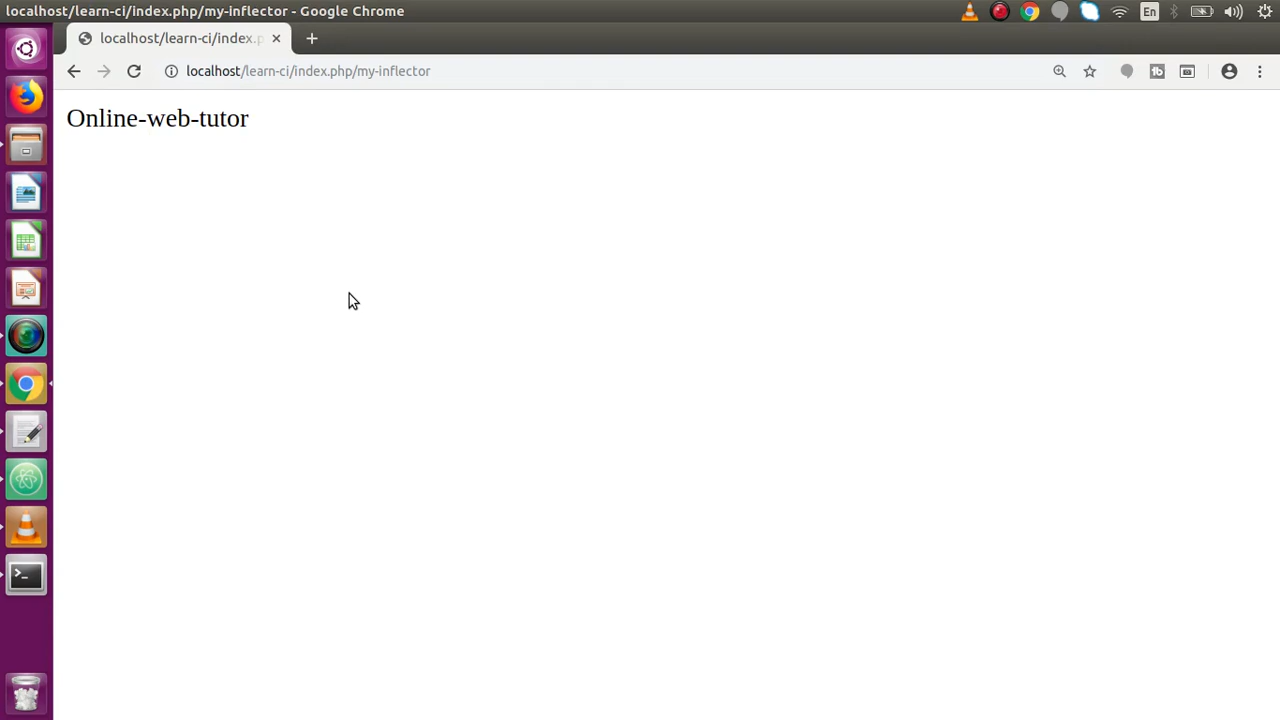 localhost/learn-ci/index.php/my-inflector - Google Chrome
En
localhost/learn-ci/index.p
localhost/learn-ci/index.php/my-inflector
Online-web-tutor